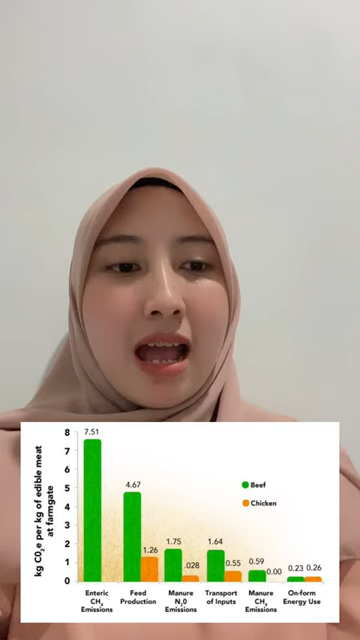 kg CO2e per kg of edible meat
at farmgate
8
7
6
5
4
3
2
1
0
7.51
4.67
1.26
1.75
.028
1.64
0.55
0.59
0.00
0.23
0.26
Beef
Chicken
Enteric
CH4
Emissions
Feed
Production
Manure
N20
Emissions
Transport
of Inputs
Manure
CH4
Emissions
On-form
Energy Use